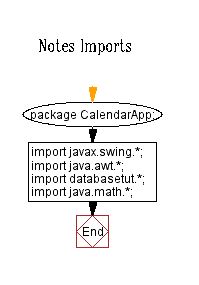 Notes Imports
package CalendarApp;
import javax.swing.*;
import java.awt.*;
import databasetut.*;
import java.math.*;
End